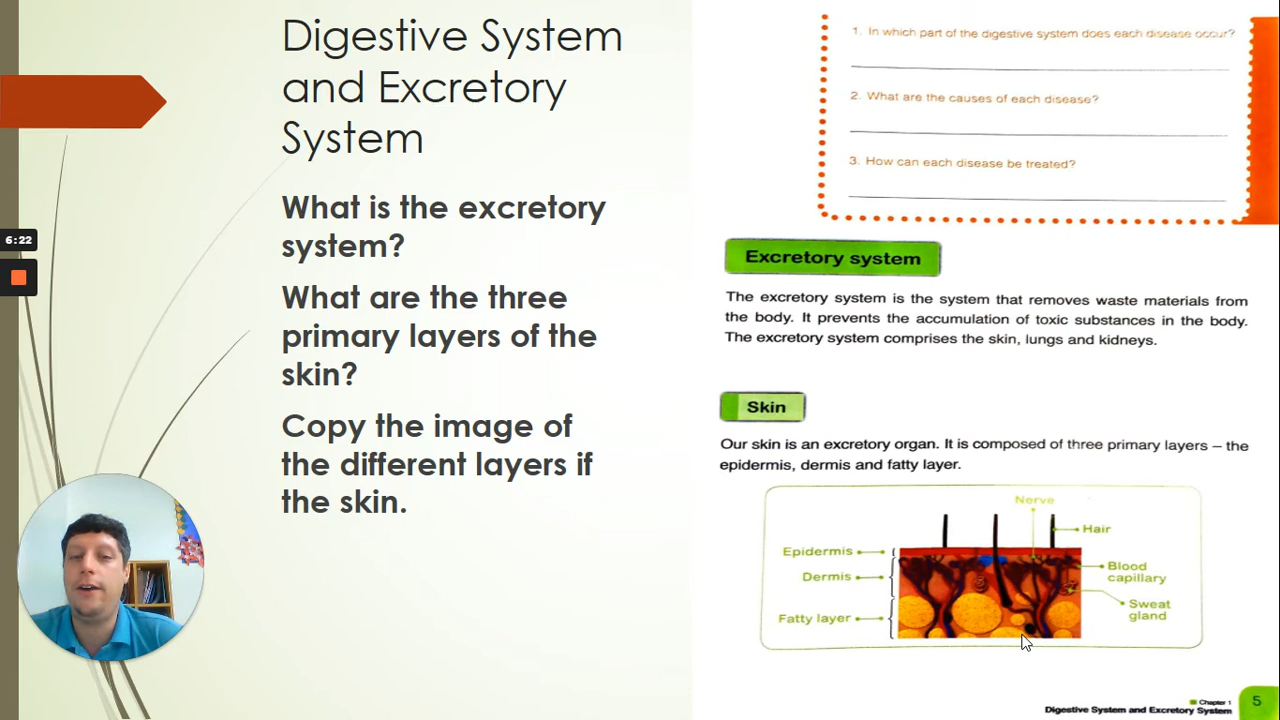 Digestive System
and Excretory
System
What is the excretory
system?
What are the three
primary layers of the
skin?
Copy the image of
the different layers if
the skin.
6:22
1. In which part of the digestive system does each disease occur?
2. What are the causes of each disease?
3. How can each disease be treated?
Excretory system
The excretory system is the system that removes waste materials from
the body. It prevents the accumulation of toxic substances in the body.
The excretory system comprises the skin, lungs and kidneys.
Skin
Our skin is an excretory organ. It is composed of three primary layers – the
epidermis, dermis and fatty layer.
Nerve
Hair
Epidermis
Dermis
Blood
capillary
Sweat
gland
Fatty layer
Chapter 1
Digestive System and Excretory System
5